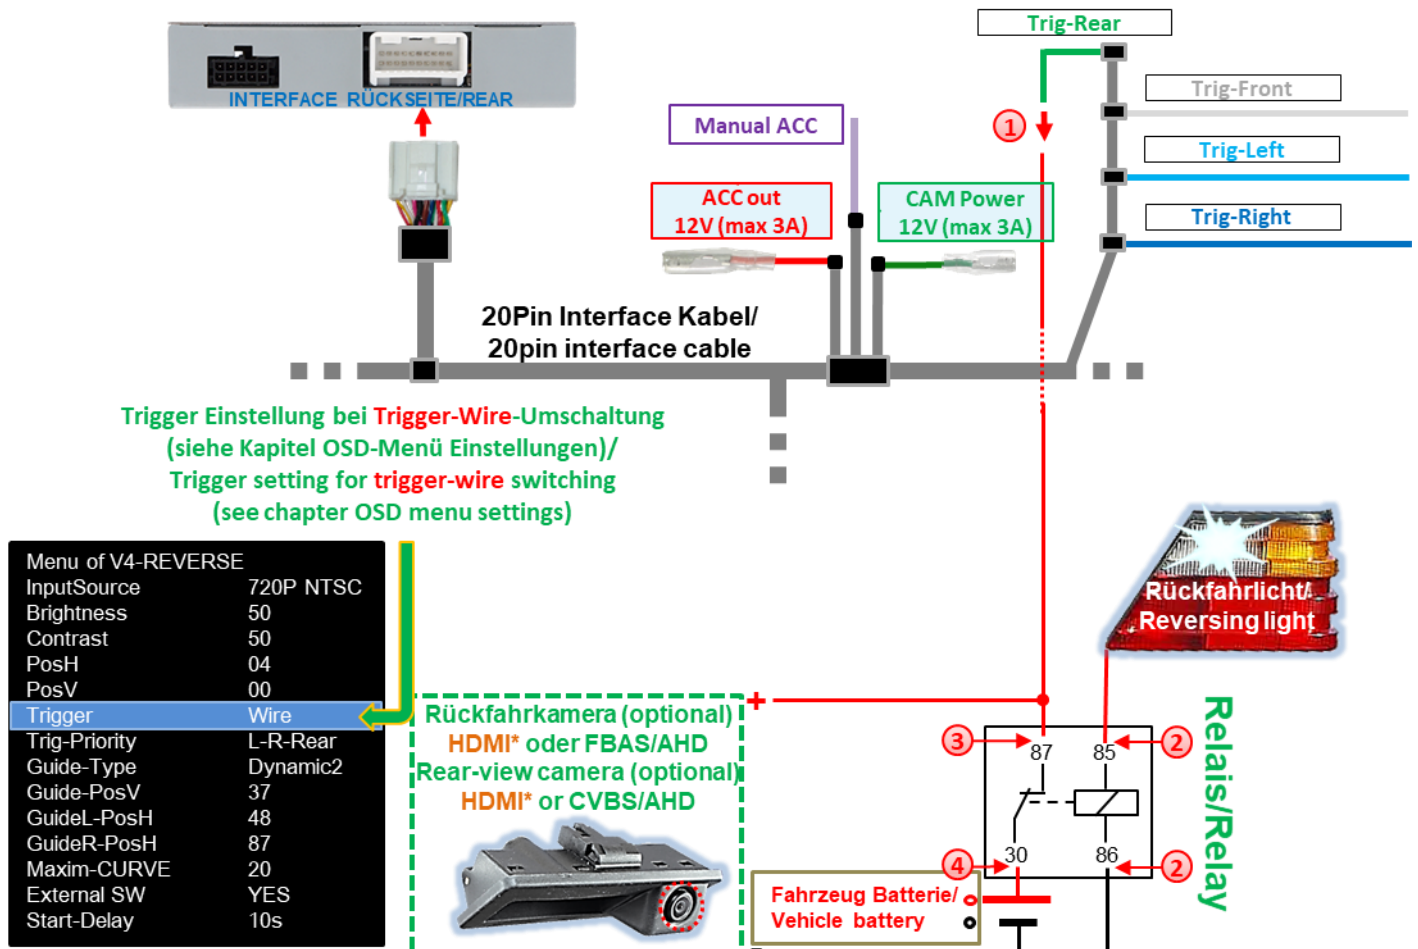 Trig-Rear
INTERFACE RÜCKSEITE/REAR
Trig-Front
Manual ACC
1
Trig-Left
ACC out
12V (max 3A)
CAM Power
12V (max 3A)
Trig-Right
20Pin Interface Kabel/
20pin interface cable
Trigger Einstellung bei Trigger-Wire-Umschaltung
(siehe Kapitel OSD-Menü Einstellungen)/
Trigger setting for trigger-wire switching
(see chapter OSD menu settings)
Menu of V4-REVERSE
InputSource 720P NTSC
Brightness 50
Contrast 50
PosH 04
PosV 00
Trigger Wire
Trig-Priority L-R-Rear
Guide-Type Dynamic2
Guide-PosV 37
GuideL-PosH 48
GuideR-PosH 87
Maxim-CURVE 20
External SW YES
Start-Delay 10s
Rückfahrkamera (optional)
HDMI* oder FBAS/AHD
Rear-view camera (optional)
HDMI* or CVBS/AHD
+
Rückfahrlicht/
Reversing light
Relais/Relay
3
87
85
2
4
30
86
2
Fahrzeug Batterie/
Vehicle battery